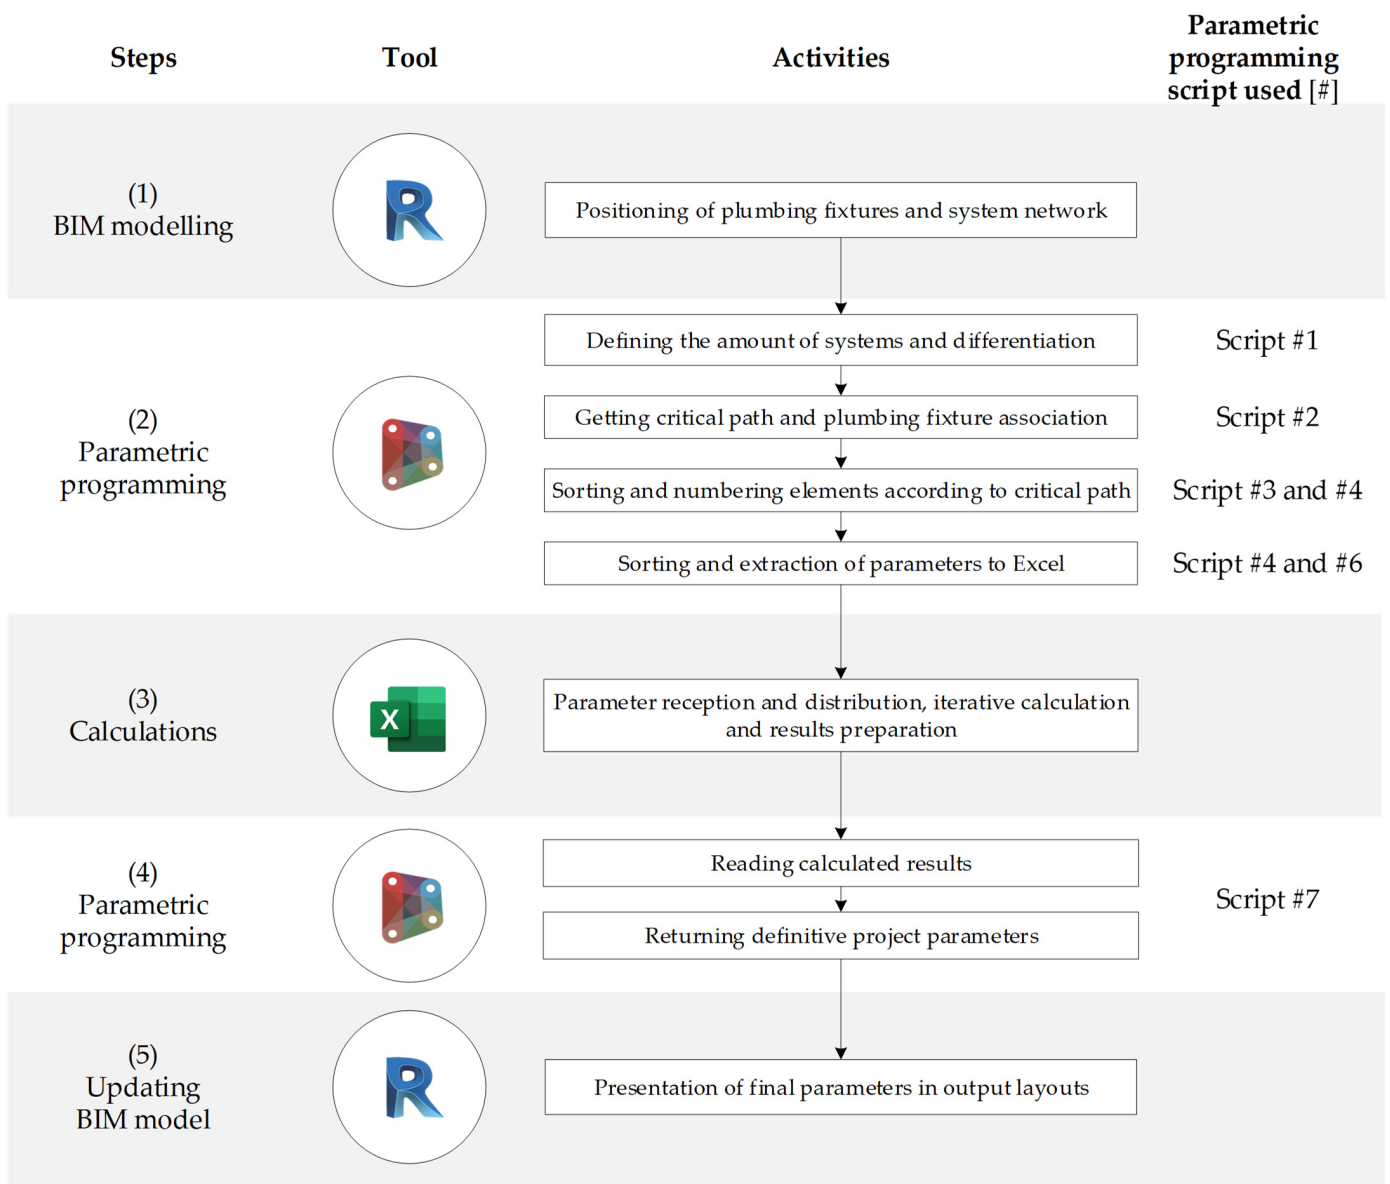 Steps
Tool
Activities
Parametric
programming
script used [#]
(1)
BIM modelling
R
Positioning of plumbing fixtures and system network
(2)
Parametric
programming
Defining the amount of systems and differentiation
Script #1
Getting critical path and plumbing fixture association
Script #2
Sorting and numbering elements according to critical path
Script #3 and #4
Sorting and extraction of parameters to Excel
Script #4 and #6
(3)
Calculations
X
Parameter reception and distribution, iterative calculation
and results preparation
(4)
Parametric
programming
Reading calculated results
Returning definitive project parameters
Script #7
(5)
Updating
BIM model
R
Presentation of final parameters in output layouts